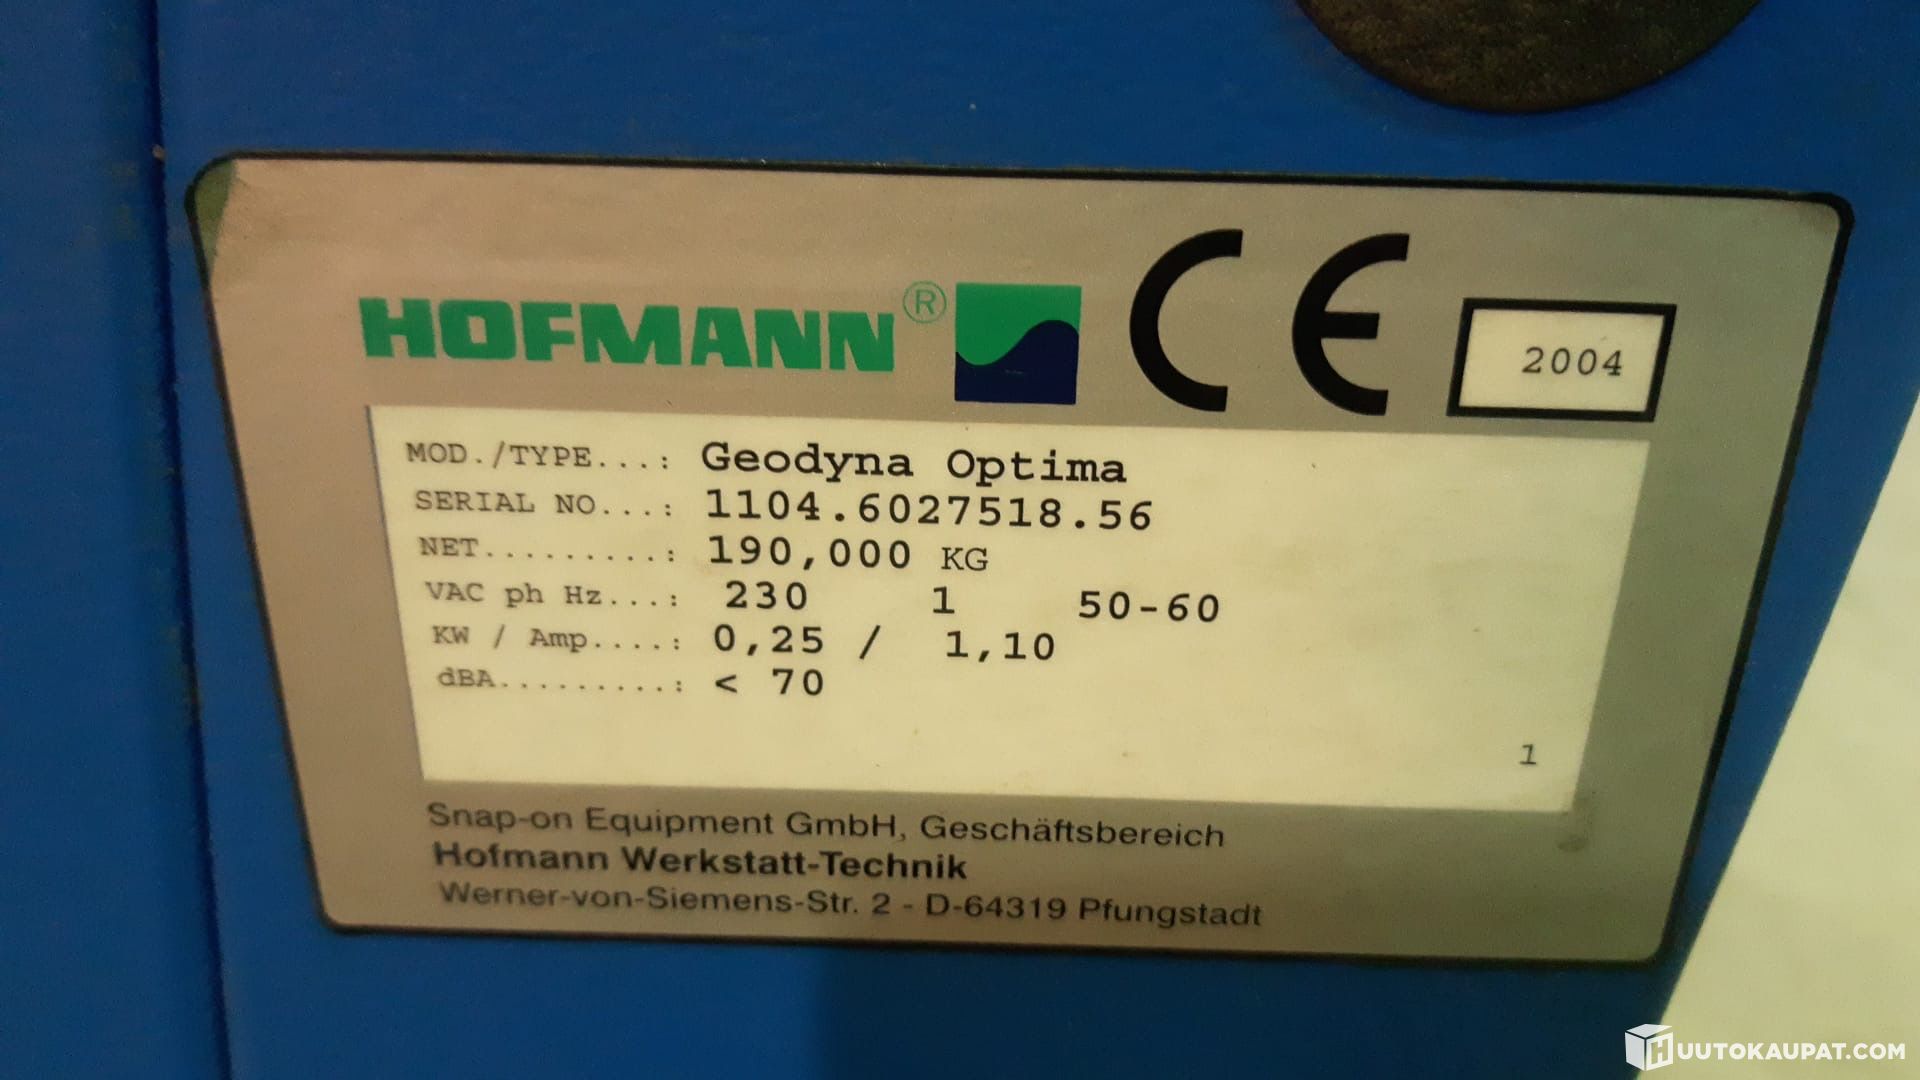 HOFMANN® CE 2004
MOD./TYPE...: Geodyna Optima
SERIAL NO...: 1104.6027518.56
NET.........: 190,000 KG
VAC ph Hz...: 230 1 50-60
KW / Amp....: 0,25 / 1,10
dBA.........: < 70
1
Snap-on Equipment GmbH, Geschäftsbereich
Hofmann Werkstatt-Technik
Werner-von-Siemens-Str. 2 - D-64319 Pfungstadt
HUUTOKAUPAT.COM